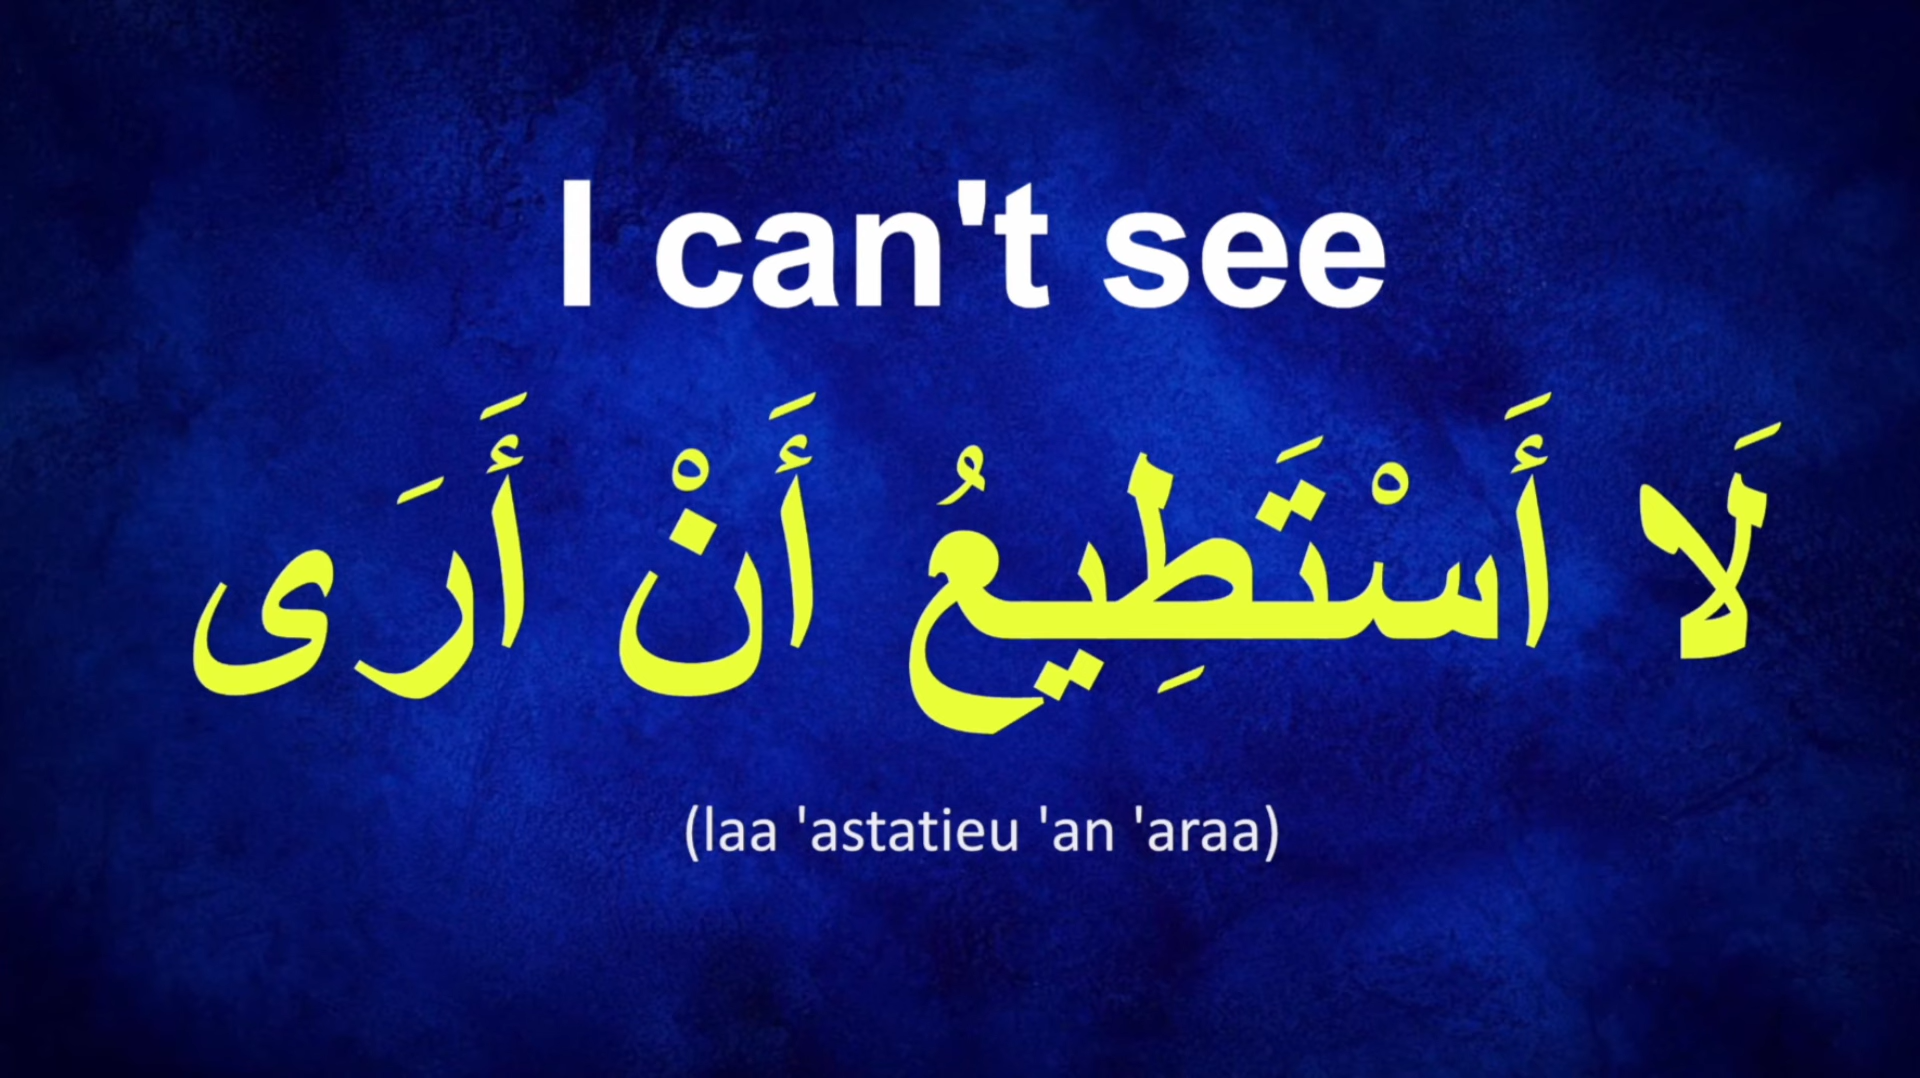 I can't see
لَا أَسْتَطِيعُ أَنْ أَرَى
(laa 'astatieu 'an 'araa)